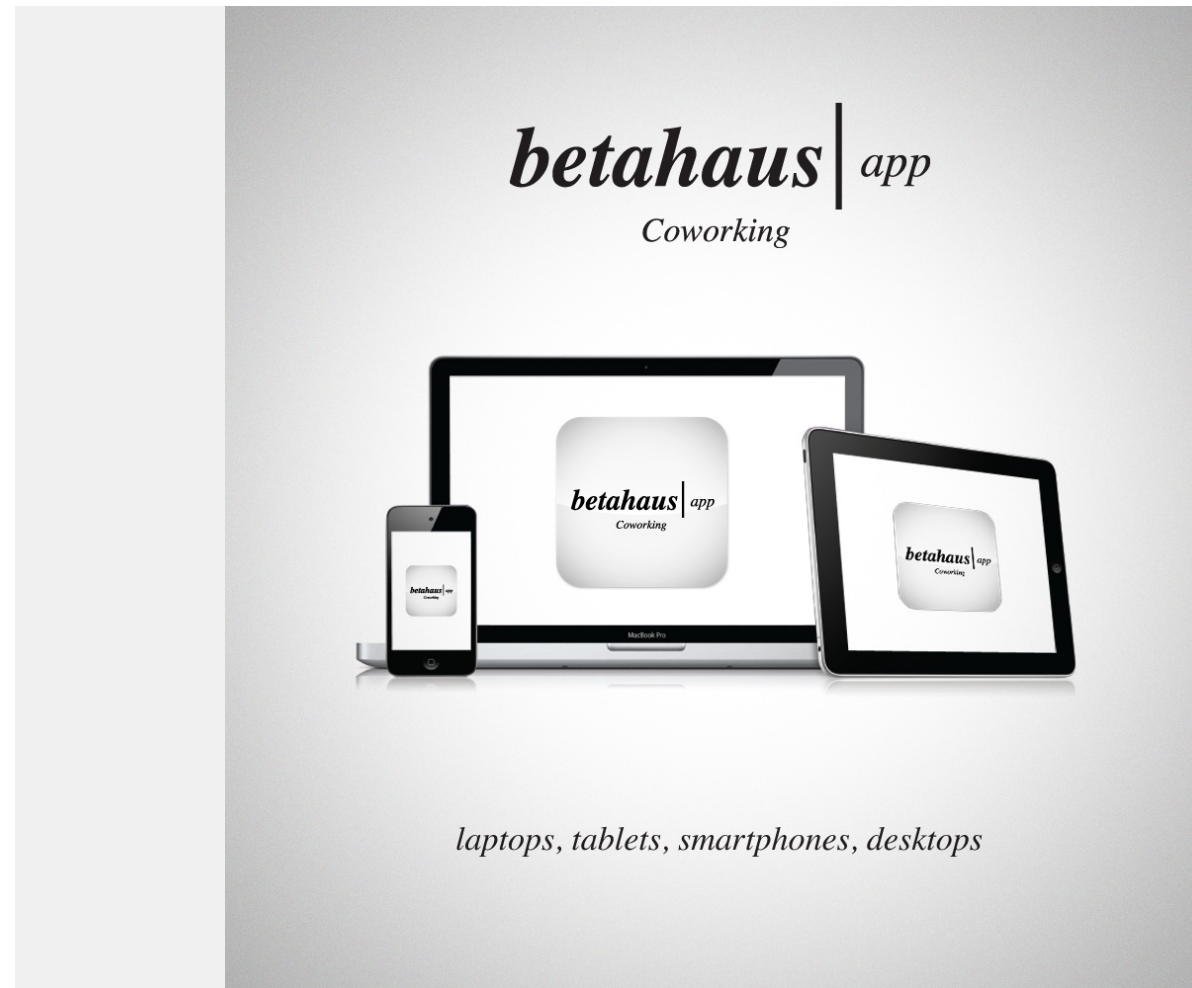 betahaus | app
Coworking
betahaus | app
Coworking
MacBook Pro
betahaus | app
Coworking
betahaus | app
Coworking
laptops, tablets, smartphones, desktops